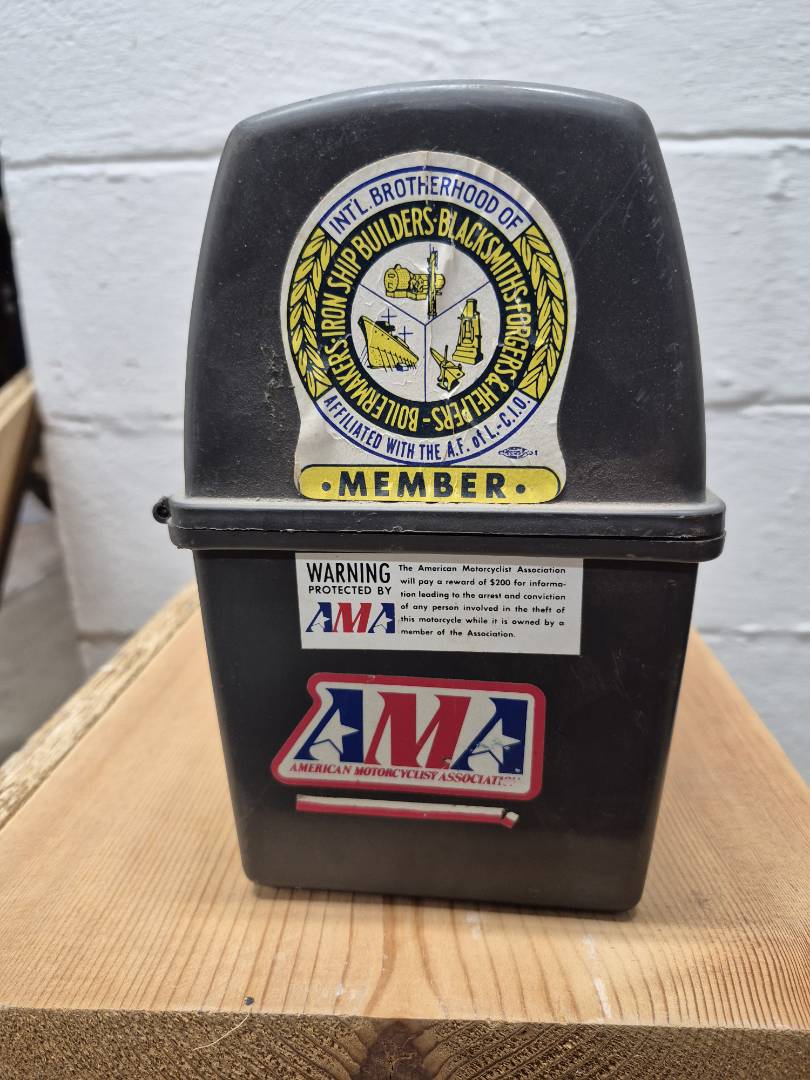 INT'L. BROTHERHOOD OF
BOILERMAKERS·IRON SHIP BUILDERS·BLACKSMITHS·FORGERS & HELPERS-
AFFILIATED WITH THE A.F. of L.-C.I.O.
·MEMBER·
WARNING
PROTECTED BY
AMA
The American Motorcyclist Association
will pay a reward of $200 for informa-
tion leading to the arrest and conviction
of any person involved in the theft of
this motorcycle while it is owned by a
member of the Association.
AMA
AMERICAN MOTORCYCLIST ASSOCIATION